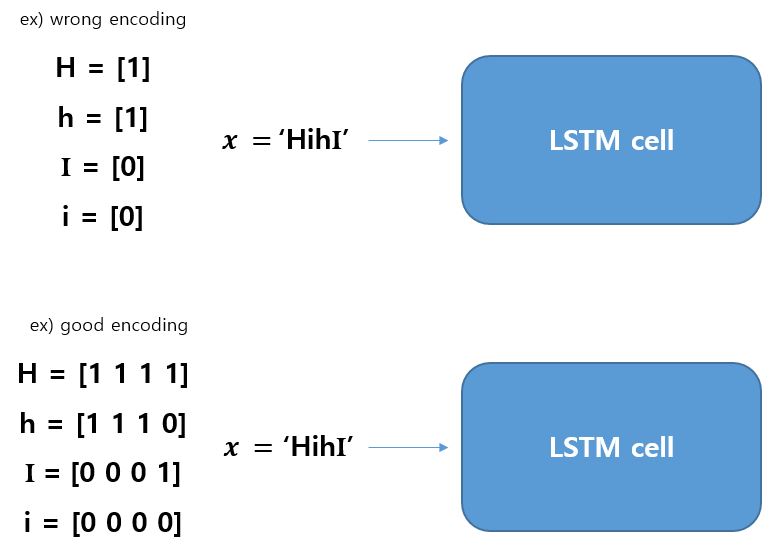 ex) wrong encoding
H = [1]
h = [1]
I = [0]
i = [0]
x = ‘HihI’
LSTM cell
ex) good encoding
H = [1 1 1 1]
h = [1 1 1 0]
I = [0 0 0 1]
i = [0 0 0 0]
x = ‘HihI’
LSTM cell